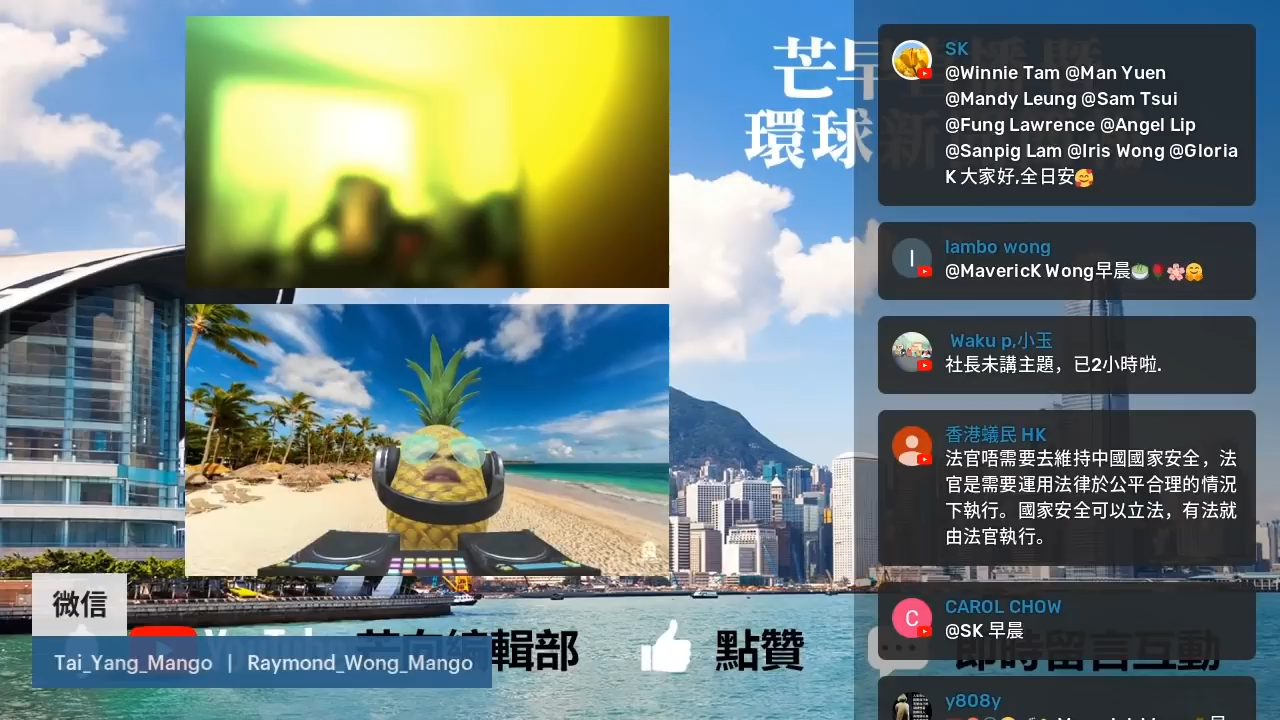 芒早
環球新
SK
@Winnie Tam @Man Yuen
@Mandy Leung @Sam Tsui
@Fung Lawrence @Angel Lip
@Sanpig Lam @Iris Wong @Gloria
K 大家好,全日安🥰
lambo wong
@MavericK Wong早晨🍵🌹🌸🤗
Waku p,小玉
社長未講主題，已2小時啦.
香港蟻民 HK
法官唔需要去維持中國國家安全，法
官是需要運用法律於公平合理的情況
下執行。國家安全可以立法，有法就
由法官執行。
CAROL CHOW
@SK 早晨
y808y
微信
Tai_Yang_Mango | Raymond_Wong_Mango
YouTube 芒向編輯部
點贊
即時留言互動